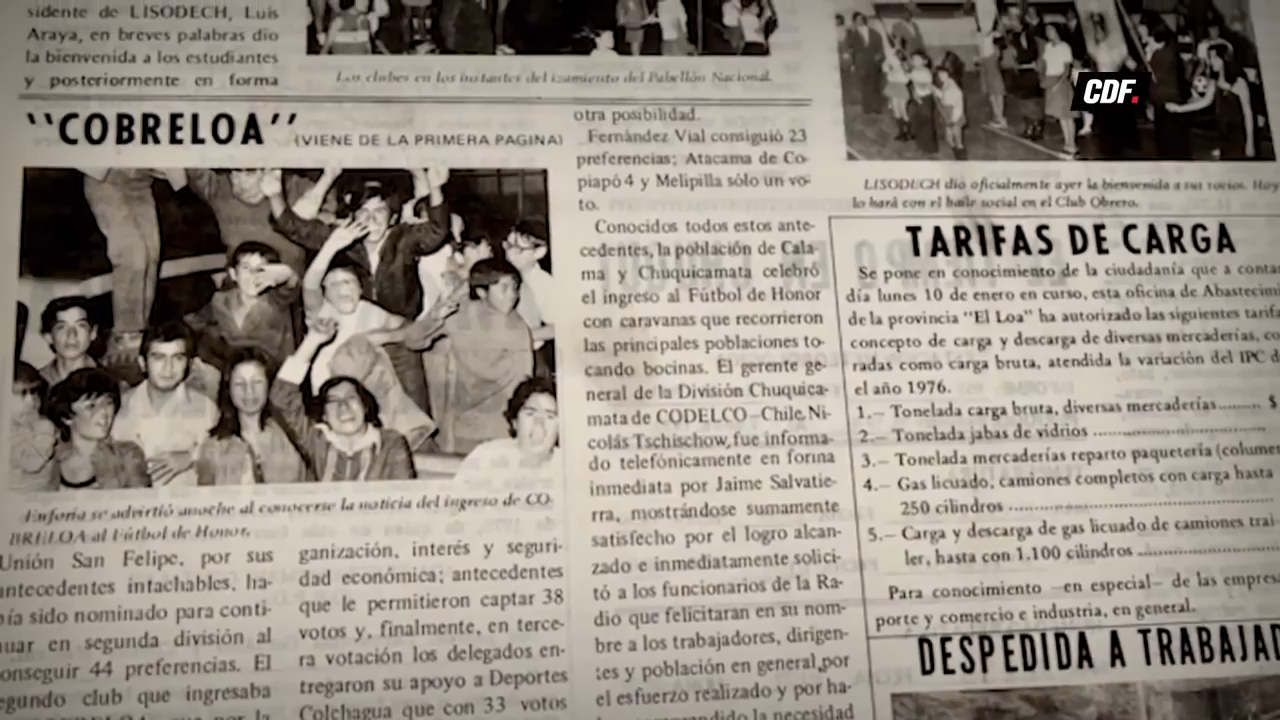 sidente de LISODECH, Luis
Araya, en breves palabras dio
la bienvenida a los estudiantes
y posteriormente en forma
Los clubes en los instantes del izamiento del Pabellón Nacional.
CDF.
"COBRELOA"
(VIENE DE LA PRIMERA PAGINA)
Euforia se advirtió anoche al conocerse la noticia del ingreso de CO-
BRELOA al Fútbol de Honor.
Unión San Felipe, por sus
antecedentes intachables, ha-
bía sido nominado para conti-
nuar en segunda división al
conseguir 44 preferencias. El
segundo club que ingresaba
ganización, interés y seguri-
dad económica; antecedentes
que le permitieron captar 38
votos y, finalmente, en terce-
ra votación los delegados en-
tregaron su apoyo a Deportes
Colchagua que con 33 votos
otra posibilidad.
Fernández Vial consiguió 23
preferencias; Atacama de Co-
piapó 4 y Melipilla sólo un vo-
to.
Conocidos todos estos ante-
cedentes, la población de Cala-
ma y Chuquicamata celebró
el ingreso al Fútbol de Honor
con caravanas que recorrieron
las principales poblaciones to-
cando bocinas. El gerente ge-
neral de la División Chuquica-
mata de CODELCO-Chile, Ni-
colás Tschischow, fue informa-
do telefónicamente en forma
inmediata por Jaime Salvatie-
rra, mostrándose sumamente
satisfecho por el logro alcan-
zado e inmediatamente solici-
tó a los funcionarios de la Ra-
dio que felicitaran en su nom-
bre a los trabajadores, dirigen-
tes y población en general, por
el esfuerzo realizado y por ha-
la necesidad
LISODECH dió oficialmente ayer la bienvenida a sus socios. Hoy
lo hará con el baile social en el Club Obrero.
TARIFAS DE CARGA
Se pone en conocimiento de la ciudadanía que a contar
día lunes 10 de enero en curso, esta oficina de Abastecimi
de la provincia "El Loa" ha autorizado las siguientes tarifa
concepto de carga y descarga de diversas mercaderías, co
radas como carga bruta, atendida la variación del IPC d
el año 1976.
1.- Tonelada carga bruta, diversas mercaderías......... $
2.- Tonelada jabas de vidrios ..............................
3.- Tonelada mercaderías reparto paquetería (columen
4.- Gas licuado, camiones completos con carga hasta
250 cilindros ..............................................
5.- Carga y descarga de gas licuado de camiones trai-
ler, hasta con 1.100 cilindros ........................
Para conocimiento -en especial- de las empres
porte y comercio e industria, en general.
DESPEDIDA A TRABAJAD